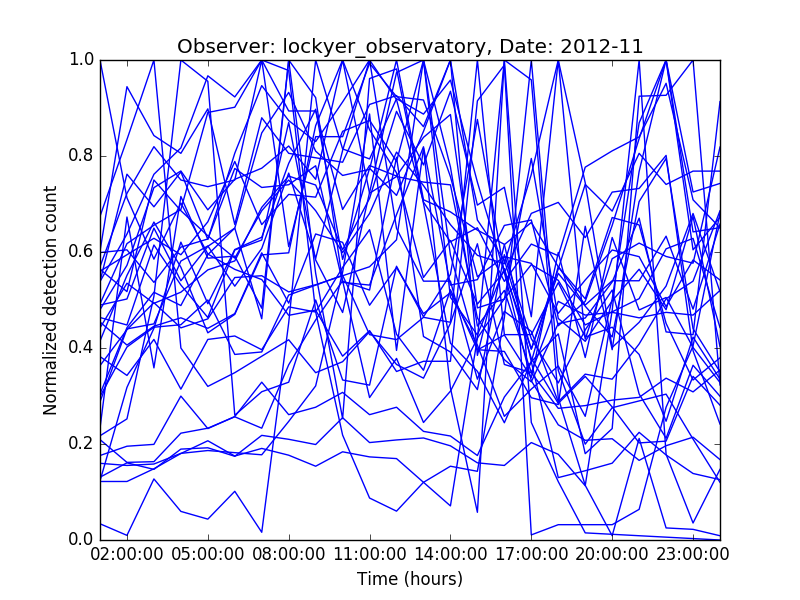 Observer: lockyer_observatory, Date: 2012-11
1.0
0.8
0.6
0.4
0.2
0.0
Normalized detection count
02:00:00 05:00:00 08:00:00 11:00:00 14:00:00 17:00:00 20:00:00 23:00:00
Time (hours)